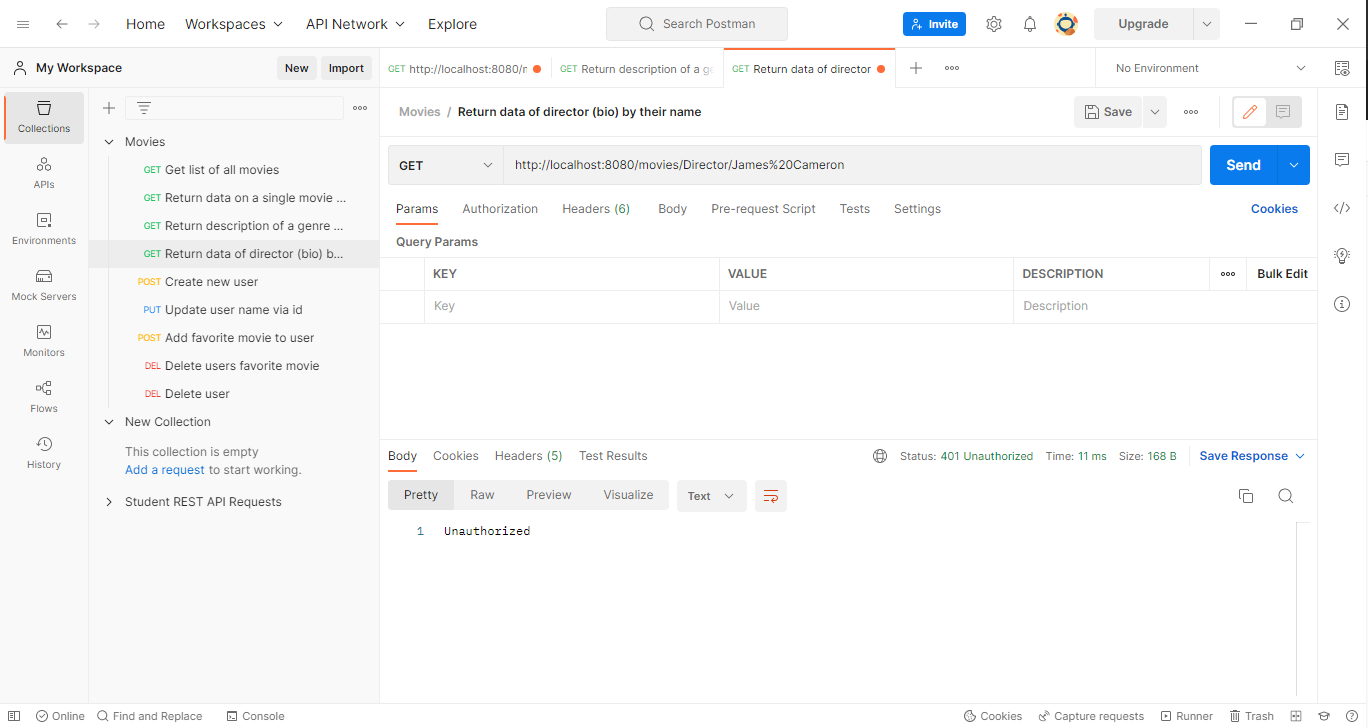 Home Workspaces API Network Explore Search Postman Invite Upgrade
My Workspace New Import GET http://localhost:8080/ GET Return description of a g GET Return data of director No Environment
Movies / Return data of director (bio) by their name Save
Collections
APIs
Environments
Mock Servers
Monitors
Flows
History
Movies
GET Get list of all movies
GET Return data on a single movie ...
GET Return description of a genre ...
GET Return data of director (bio) b...
POST Create new user
PUT Update user name via id
POST Add favorite movie to user
DEL Delete users favorite movie
DEL Delete user
New Collection
This collection is empty
Add a request to start working.
Student REST API Requests
GET http://localhost:8080/movies/Director/James%20Cameron Send
Params Authorization Headers (6) Body Pre-request Script Tests Settings Cookies
Query Params
KEY VALUE DESCRIPTION Bulk Edit
Key Value Description
Body Cookies Headers (5) Test Results Status: 401 Unauthorized Time: 11 ms Size: 168 B Save Response
Pretty Raw Preview Visualize Text
1 Unauthorized
Online Find and Replace Console Cookies Capture requests Runner Trash